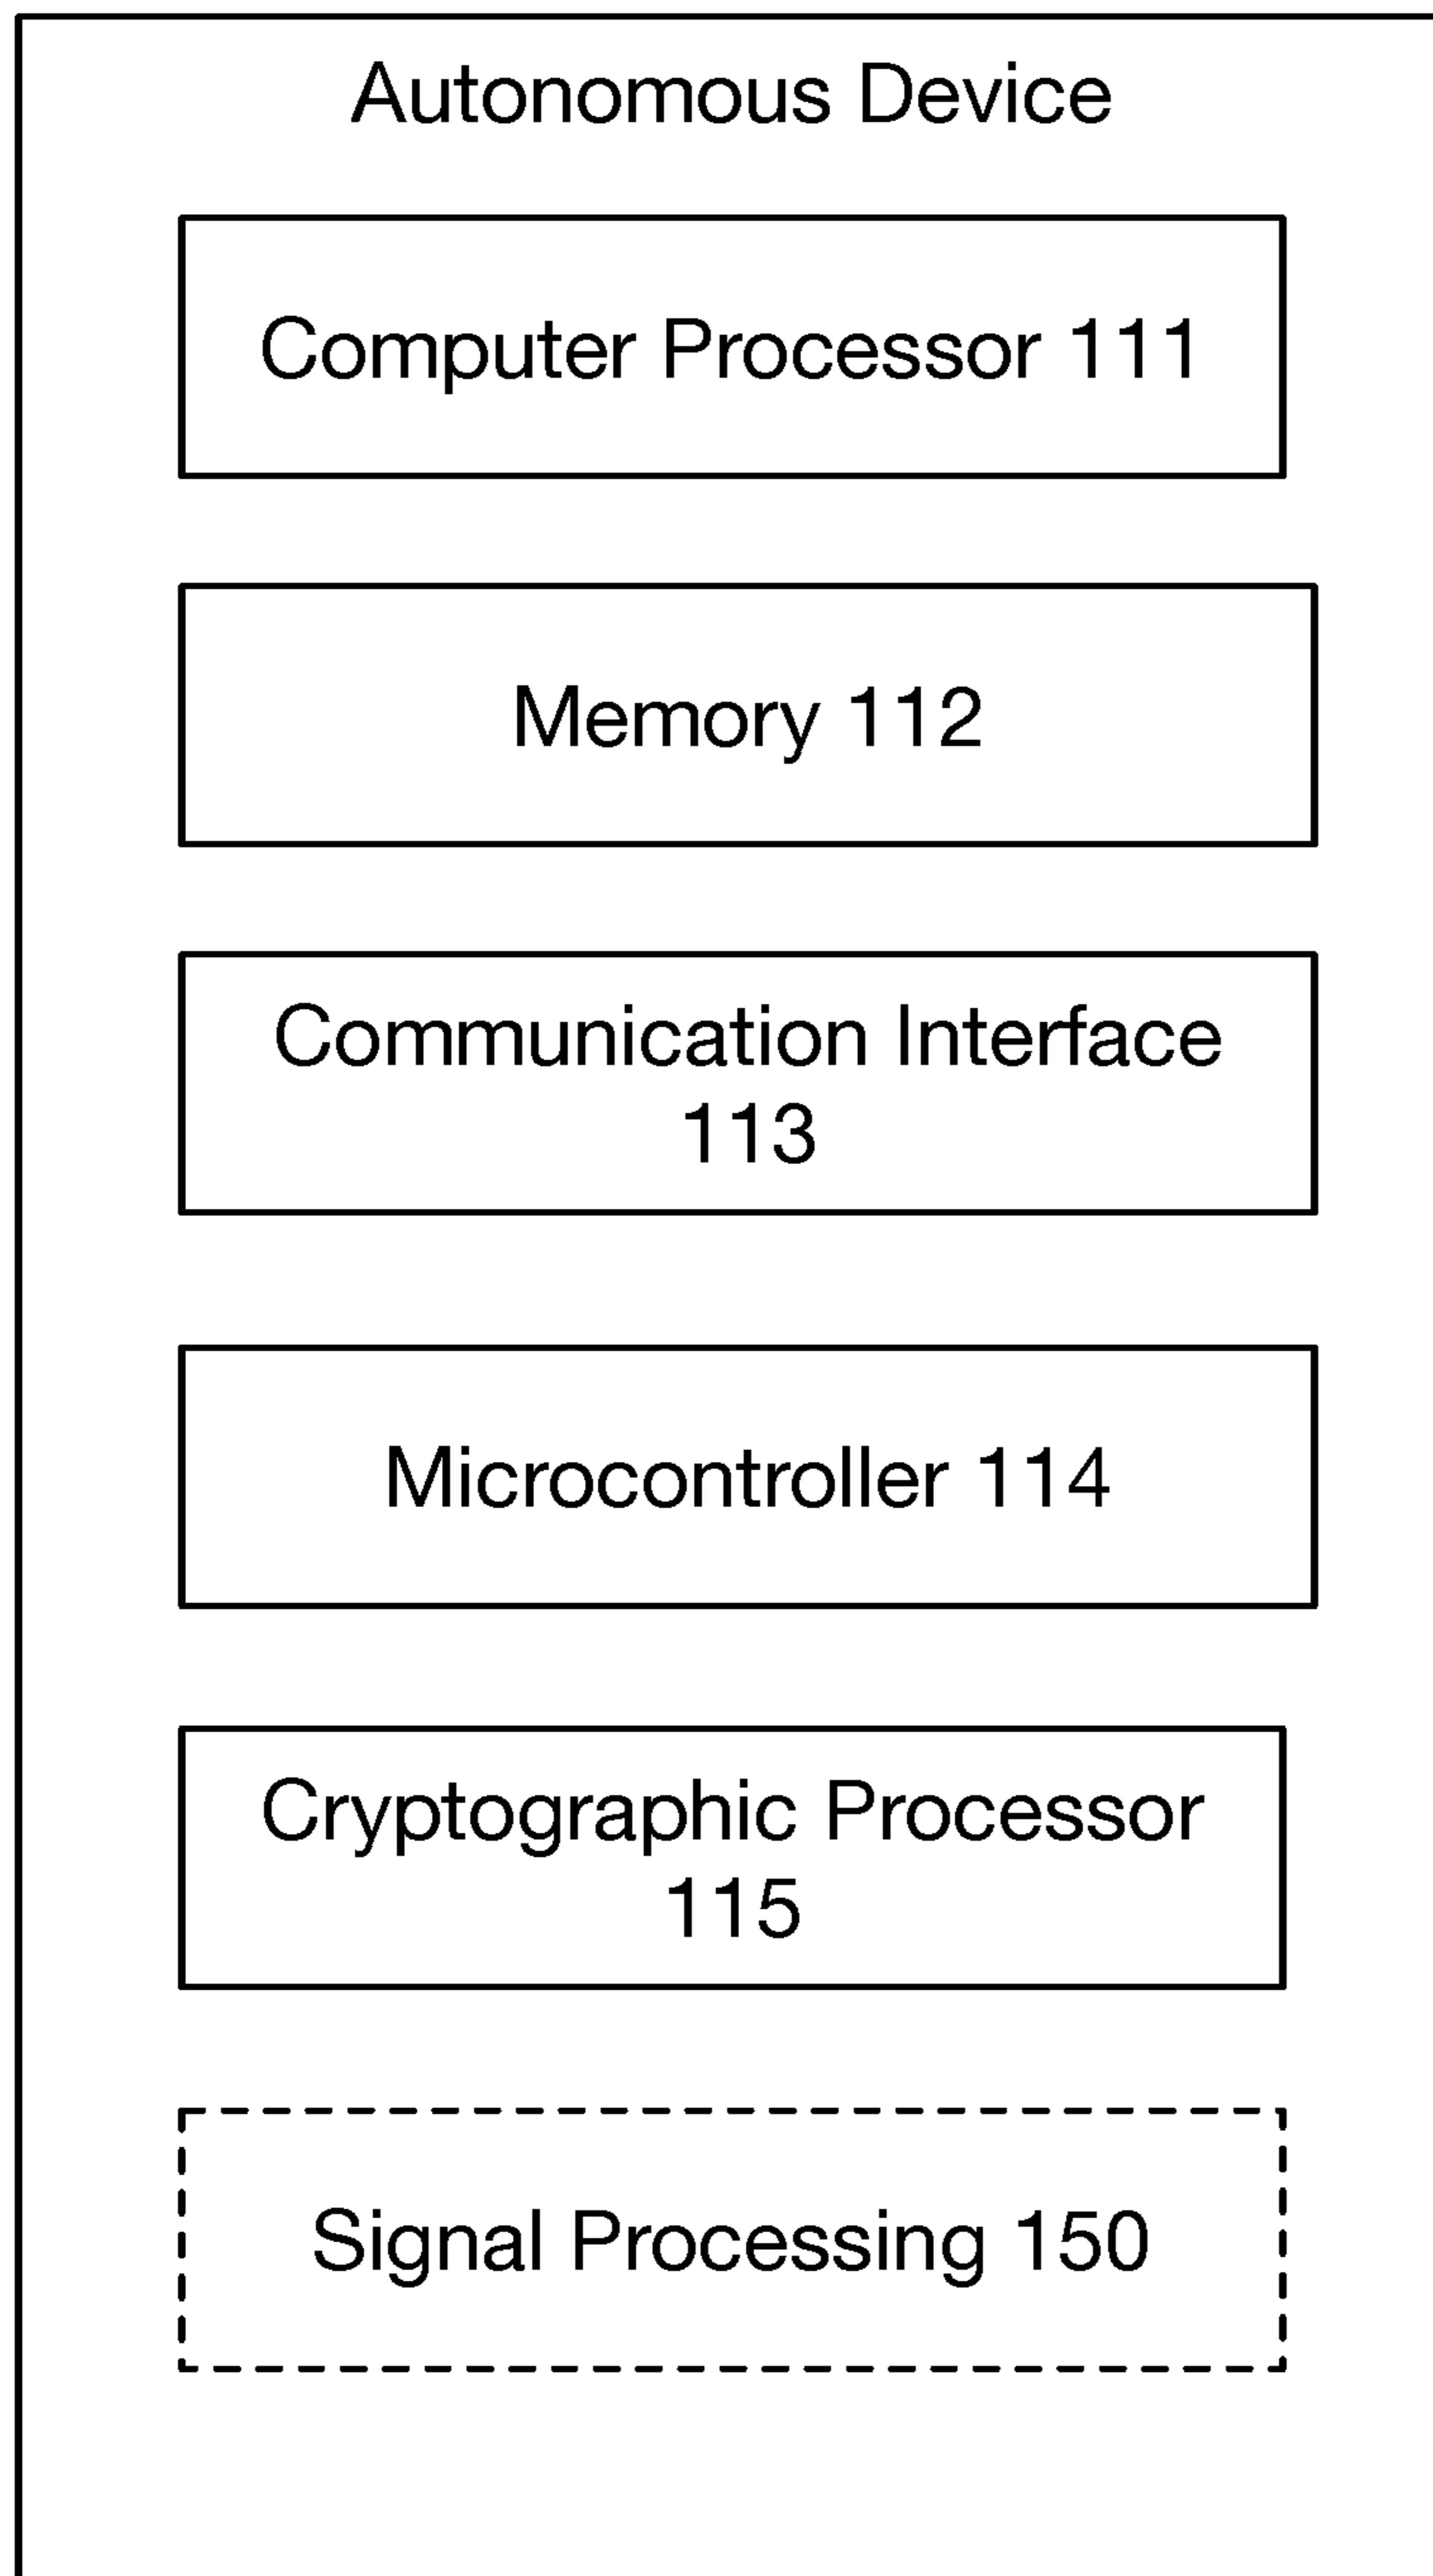 Autonomous Device
Computer Processor 111
Memory 112
Communication Interface
113
Microcontroller 114
Cryptographic Processor
115
Signal Processing 150